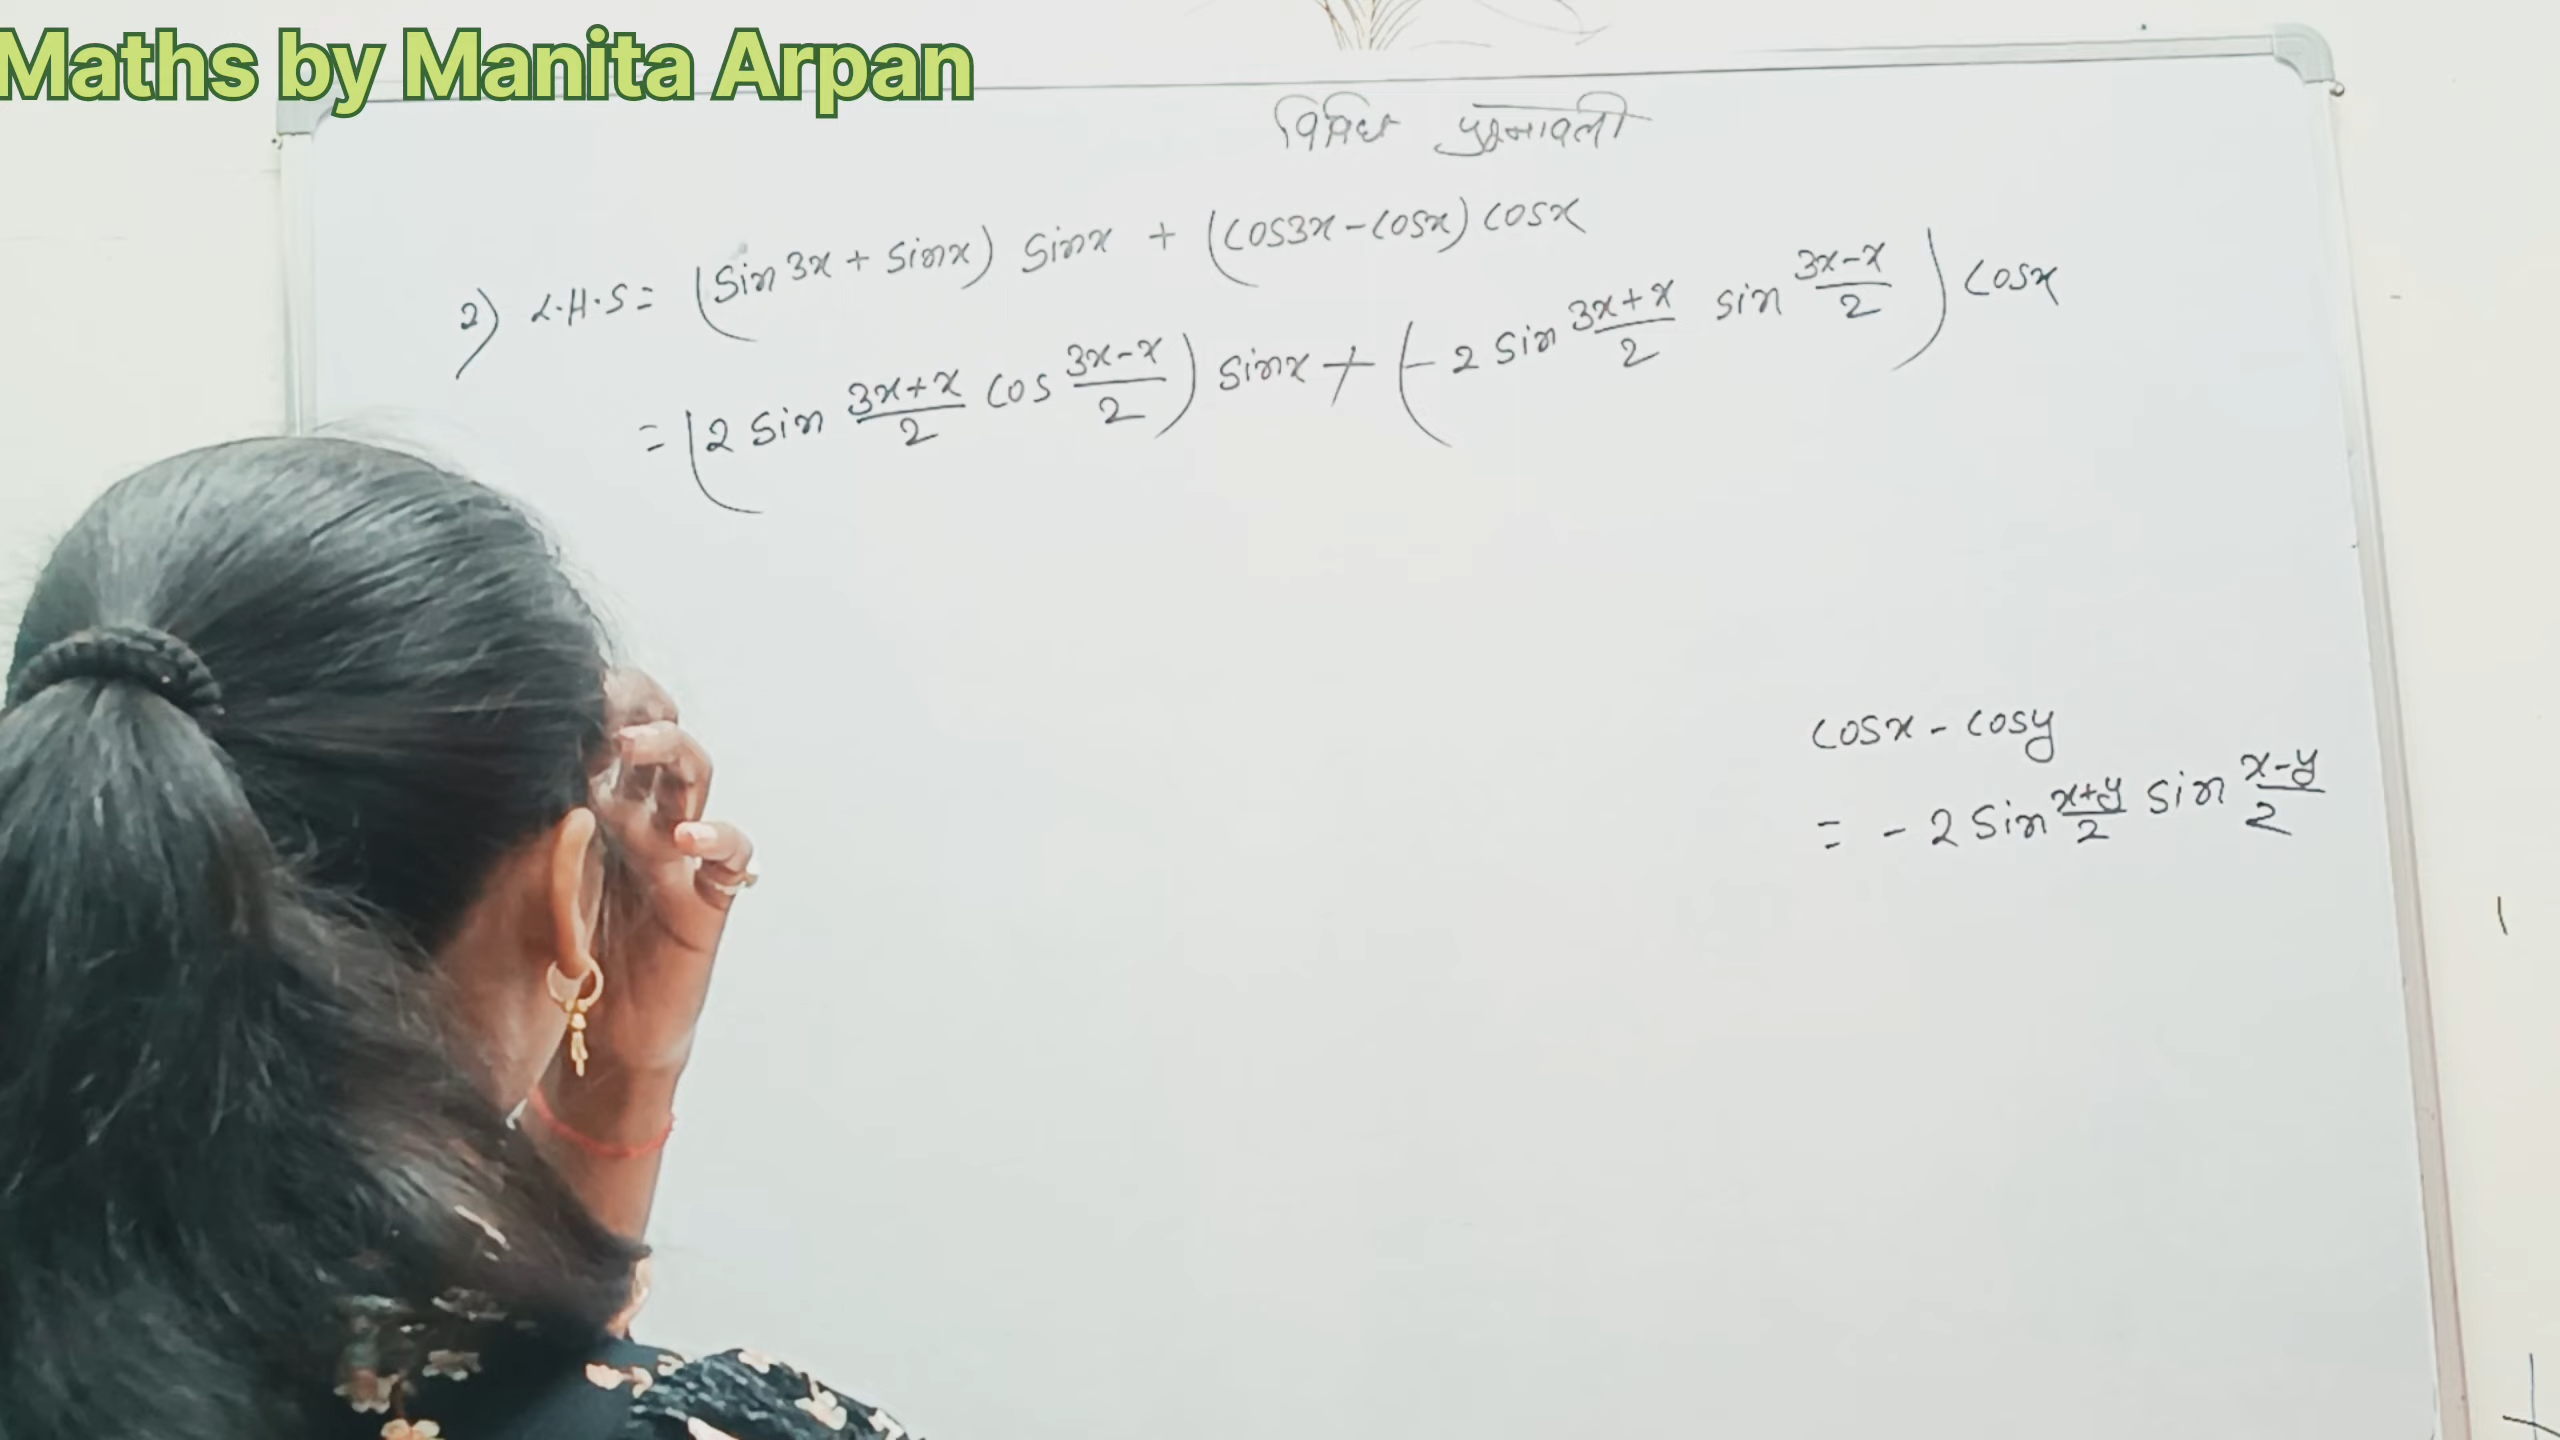 Maths by Manita Arpan
विविध प्रश्नावली
2) L.H.S = (Sin 3x + sinx) sinx + (cos3x - cosx) cosx
= (2 sin (3x+x)/2 cos (3x-x)/2) sinx + (-2 sin (3x+x)/2 sin (3x-x)/2) cosx
cosx - cosy
= -2 sin (x+y)/2 sin (x-y)/2